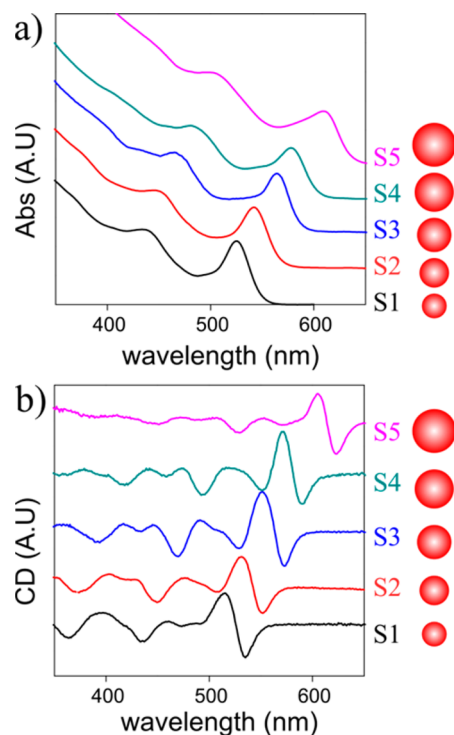 a)
Abs (A.U)
S5
S4
S3
S2
S1
400 500 600
wavelength (nm)
b)
CD (A.U)
S5
S4
S3
S2
S1
400 500 600
wavelength (nm)